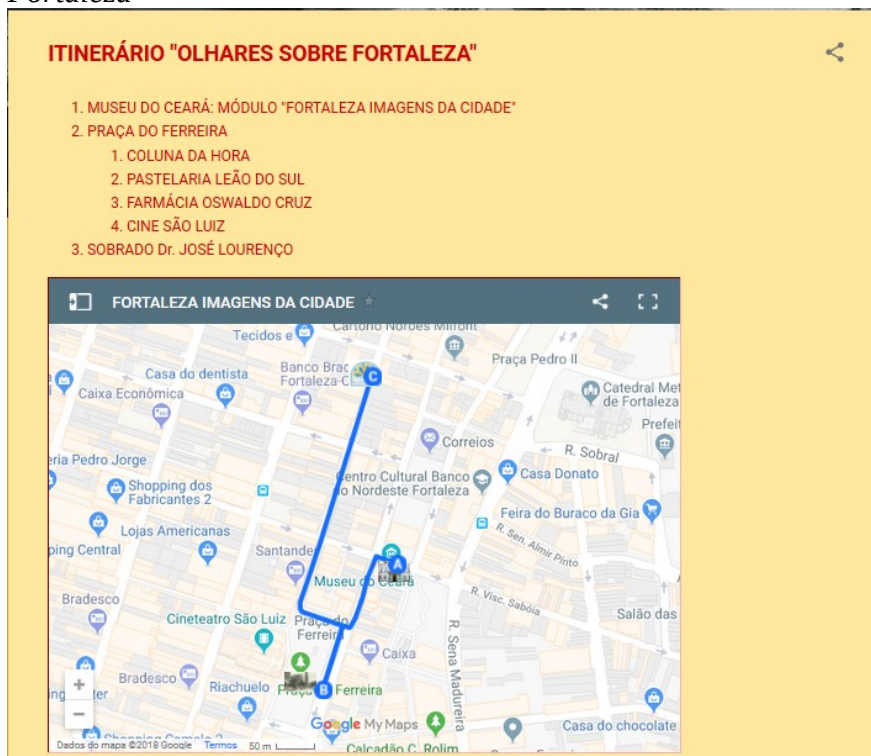 ITINERÁRIO "OLHARES SOBRE FORTALEZA"
1. MUSEU DO CEARÁ: MÓDULO "FORTALEZA IMAGENS DA CIDADE"
2. PRAÇA DO FERREIRA
1. COLUNA DA HORA
2. PASTELARIA LEÃO DO SUL
3. FARMÁCIA OSWALDO CRUZ
4. CINE SÃO LUIZ
3. SOBRADO Dr. JOSÉ LOURENÇO
FORTALEZA IMAGENS DA CIDADE
Tecidos e
Praça Pedro II
Casa do dentista
Banco Brad
Fortaleza-C
C
Caixa Econômica
Catedral Met
de Fortaleza
Prefei
Correios
R. Sobral
eria Pedro Jorge
Shopping dos
Fabricantes 2
Centro Cultural Banco
do Nordeste Fortaleza
Casa Donato
Feira do Buraco da Gia
Lojas Americanas
R. Sen. Almir Pinto
ping Central
Santander
A
Museu do Ceará
Bradesco
R. Visc. Sabóia
Cineteatro São Luiz
Praça do
Ferreira
Salão das
R. Sena Madureira
Caixa
Bradesco
Riachuelo
B
Ferreira
+
−
Google My Maps
Casa do chocolate
Dados do mapa ©2018 Google
Termos
50 m
Calçadão C. Rolim